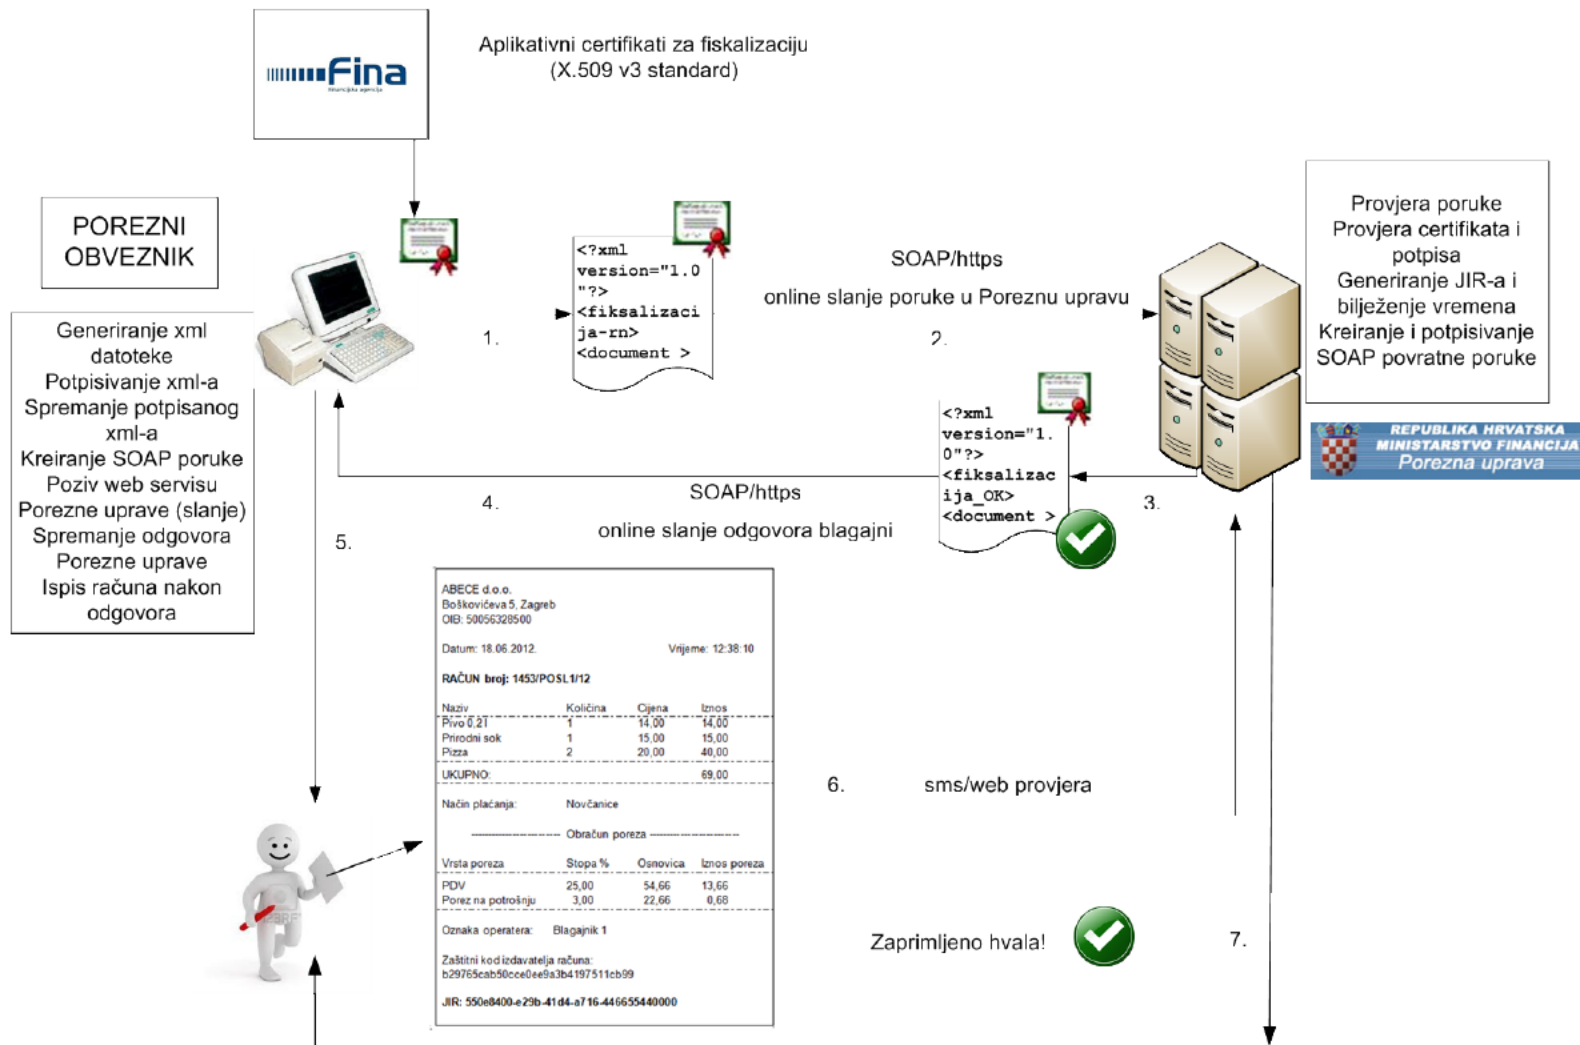 Fina
Financijska agencija
Aplikativni certifikati za fiskalizaciju
(X.509 v3 standard)
POREZNI
OBVEZNIK
Generiranje xml
datoteke
Potpisivanje xml-a
Spremanje potpisanog
xml-a
Kreiranje SOAP poruke
Poziv web servisu
Porezne uprave (slanje)
Spremanje odgovora
Porezne uprave
Ispis računa nakon
odgovora
1.
<?xml
version="1.0
"?>
<fiksalizaci
ja-rn>
<document >
SOAP/https
online slanje poruke u Poreznu upravu
2.
Provjera poruke
Provjera certifikata i
potpisa
Generiranje JIR-a i
bilježenje vremena
Kreiranje i potpisivanje
SOAP povratne poruke
REPUBLIKA HRVATSKA
MINISTARSTVO FINANCIJA
Porezna uprava
<?xml
version="1.
0"?>
<fiksalizac
ija_OK>
<document >
3.
4.
SOAP/https
online slanje odgovora blagajni
5.
ABECE d.o.o.
Boškovićeva 5, Zagreb
OIB: 50056328500
Datum: 18.06.2012. Vrijeme: 12:38:10
RAČUN broj: 1453/POSL1/12
Naziv Količina Cijena Iznos
Pivo 0,2 l 1 14,00 14,00
Prirodni sok 1 15,00 15,00
Pizza 2 20,00 40,00
UKUPNO: 69,00
Način plaćanja: Novčanice
Obračun poreza
Vrsta poreza Stopa % Osnovica Iznos poreza
PDV 25,00 54,66 13,66
Porez na potrošnju 3,00 22,66 0,68
Oznaka operatera: Blagajnik 1
Zaštitni kod izdavatelja računa:
b29765cab50cce0ee9a3b4197511cb99
JIR: 550e8400-e29b-41d4-a716-446655440000
6.
sms/web provjera
Zaprimljeno hvala!
7.